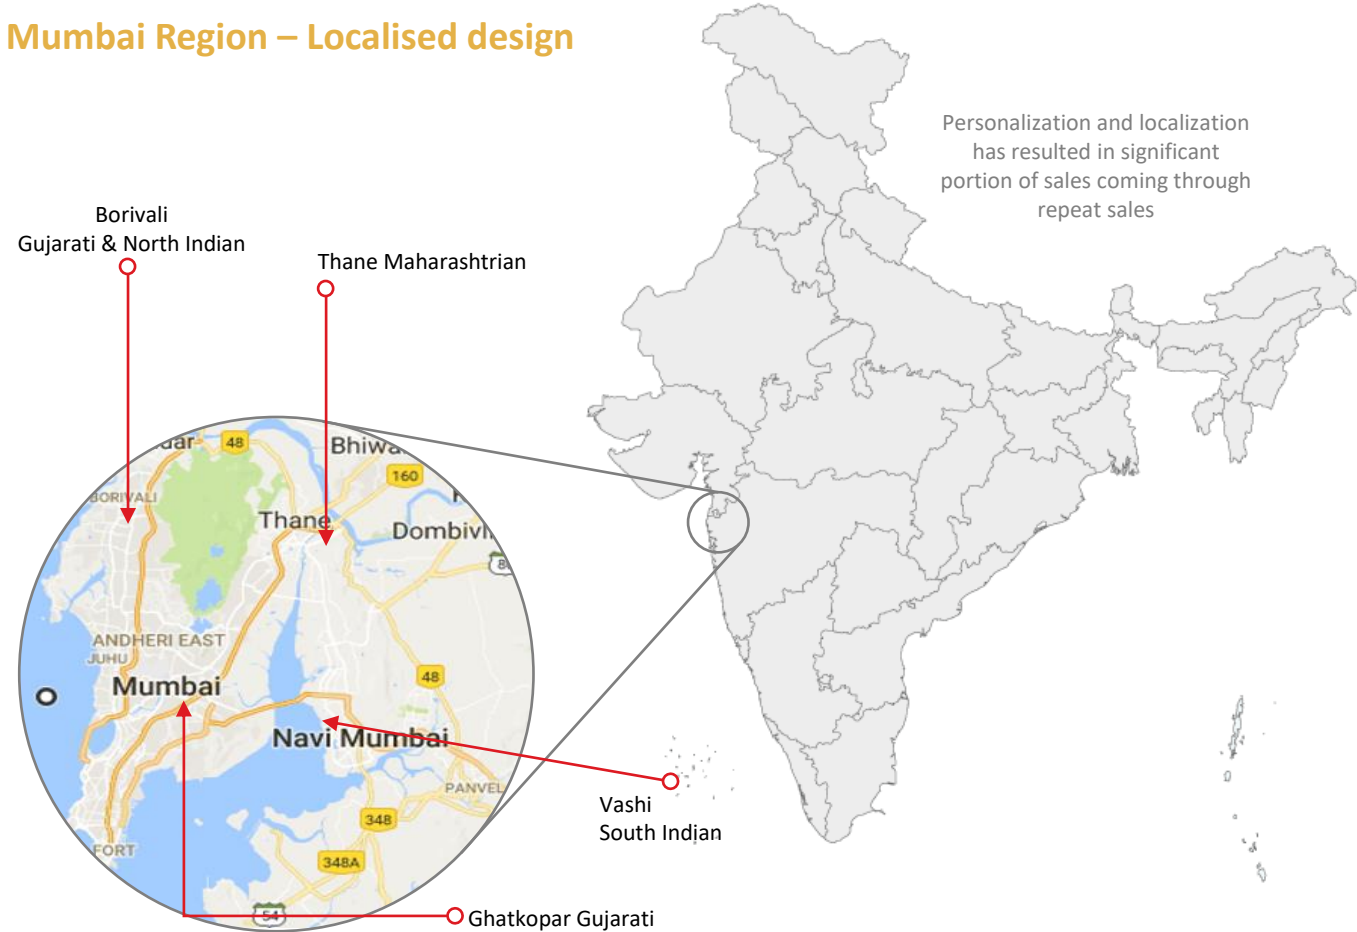 Mumbai Region – Localised design
Personalization and localization
has resulted in significant
portion of sales coming through
repeat sales
Borivali
Gujarati & North Indian
Thane Maharashtrian
48
Bhiwa
160
BORIVALI
Thane
Dombivli
ANDHERI EAST
JUHU
Mumbai
48
Navi Mumbai
PANVEL
Vashi
South Indian
348
FORT
348A
54
Ghatkopar Gujarati